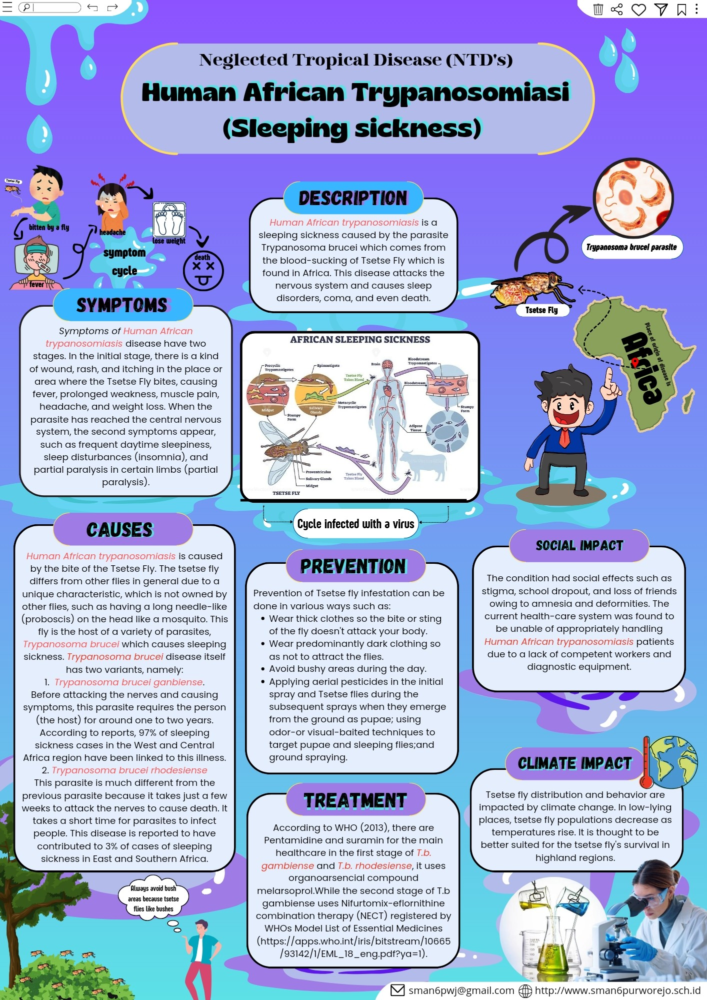 Neglected Tropical Disease (NTD's)
Human African Trypanosomiasi
(Sleeping sickness)
Tsetse Fly
bitten by a fly
headache
lose weight
death
fever
symptom
cycle
SYMPTOMS
Symptoms of Human African
trypanosomiasis disease have two
stages. In the initial stage, there is a kind
of wound, rash, and itching in the place or
area where the Tsetse Fly bites, causing
fever, prolonged weakness, muscle pain,
headache, and weight loss. When the
parasite has reached the central nervous
system, the second symptoms appear,
such as frequent daytime sleepiness,
sleep disturbances (insomnia), and
partial paralysis in certain limbs (partial
paralysis).
DESCRIPTION
Human African trypanosomiasis is a
sleeping sickness caused by the parasite
Trypanosoma brucei which comes from
the blood-sucking of Tsetse Fly which is
found in Africa. This disease attacks the
nervous system and causes sleep
disorders, coma, and even death.
Trypanosoma brucei parasite
Tsetse Fly
Place of origin of disease is
Africa
AFRICAN SLEEPING SICKNESS
Procyclic
Trypomastigotes
Epimastigote
Tsetse Fly
Takes Blood
Brain
Bloodstream
Trypomastigotes
Bloodstream
Metacyclic
Trypomastigotes
Midgut
Salivary
Glands
Stumpy
Form
Stumpy
Form
Adipose
Tissue
Proventriculus
Salivary Glands
Midgut
Tsetse Fly
Takes Blood
TSETSE FLY
Cycle infected with a virus
CAUSES
Human African trypanosomiasis is caused
by the bite of the Tsetse Fly. The tsetse fly
differs from other flies in general due to a
unique characteristic, which is not owned by
other flies, such as having a long needle-like
(proboscis) on the head like a mosquito. This
fly is the host of a variety of parasites,
Trypanosoma brucei which causes sleeping
sickness. Trypanosoma brucei disease itself
has two variants, namely:
1. Trypanosoma brucei ganbiense.
Before attacking the nerves and causing
symptoms, this parasite requires the person
(the host) for around one to two years.
According to reports, 97% of sleeping
sickness cases in the West and Central
Africa region have been linked to this illness.
2. Trypanosoma brucei rhodesiense
This parasite is much different from the
previous parasite because it takes just a few
weeks to attack the nerves to cause death. It
takes a short time for parasites to infect
people. This disease is reported to have
contributed to 3% of cases of sleeping
sickness in East and Southern Africa.
PREVENTION
Prevention of Tsetse fly infestation can be
done in various ways such as:
• Wear thick clothes so the bite or sting
of the fly doesn't attack your body.
• Wear predominantly dark clothing so
as not to attract the flies.
• Avoid bushy areas during the day.
• Applying aerial pesticides in the initial
spray and Tsetse flies during the
subsequent sprays when they emerge
from the ground as pupae; using
odor-or visual-baited techniques to
target pupae and sleeping flies;and
ground spraying.
SOCIAL IMPACT
The condition had social effects such as
stigma, school dropout, and loss of friends
owing to amnesia and deformities. The
current health-care system was found to
be unable of appropriately handling
Human African trypanosomiasis patients
due to a lack of competent workers and
diagnostic equipment.
CLIMATE IMPACT
Tsetse fly distribution and behavior are
impacted by climate change. In low-lying
places, tsetse fly populations decrease as
temperatures rise. It is thought to be
better suited for the tsetse fly's survival in
highland regions.
TREATMENT
According to WHO (2013), there are
Pentamidine and suramin for the main
healthcare in the first stage of T.b.
gambiense and T.b. rhodesiense, it uses
organoarsencial compound
melarsoprol.While the second stage of T.b
gambiense uses Nifurtomix-eflornithine
combination therapy (NECT) registered by
WHOs Model List of Essential Medicines
(https://apps.who.int/iris/bitstream/10665
/93142/1/EML_18_eng.pdf?ya=1).
Always avoid bush
areas because tsetse
flies like bushes
sman6pwj@gmail.com
http://www.sman6purworejo.sch.id